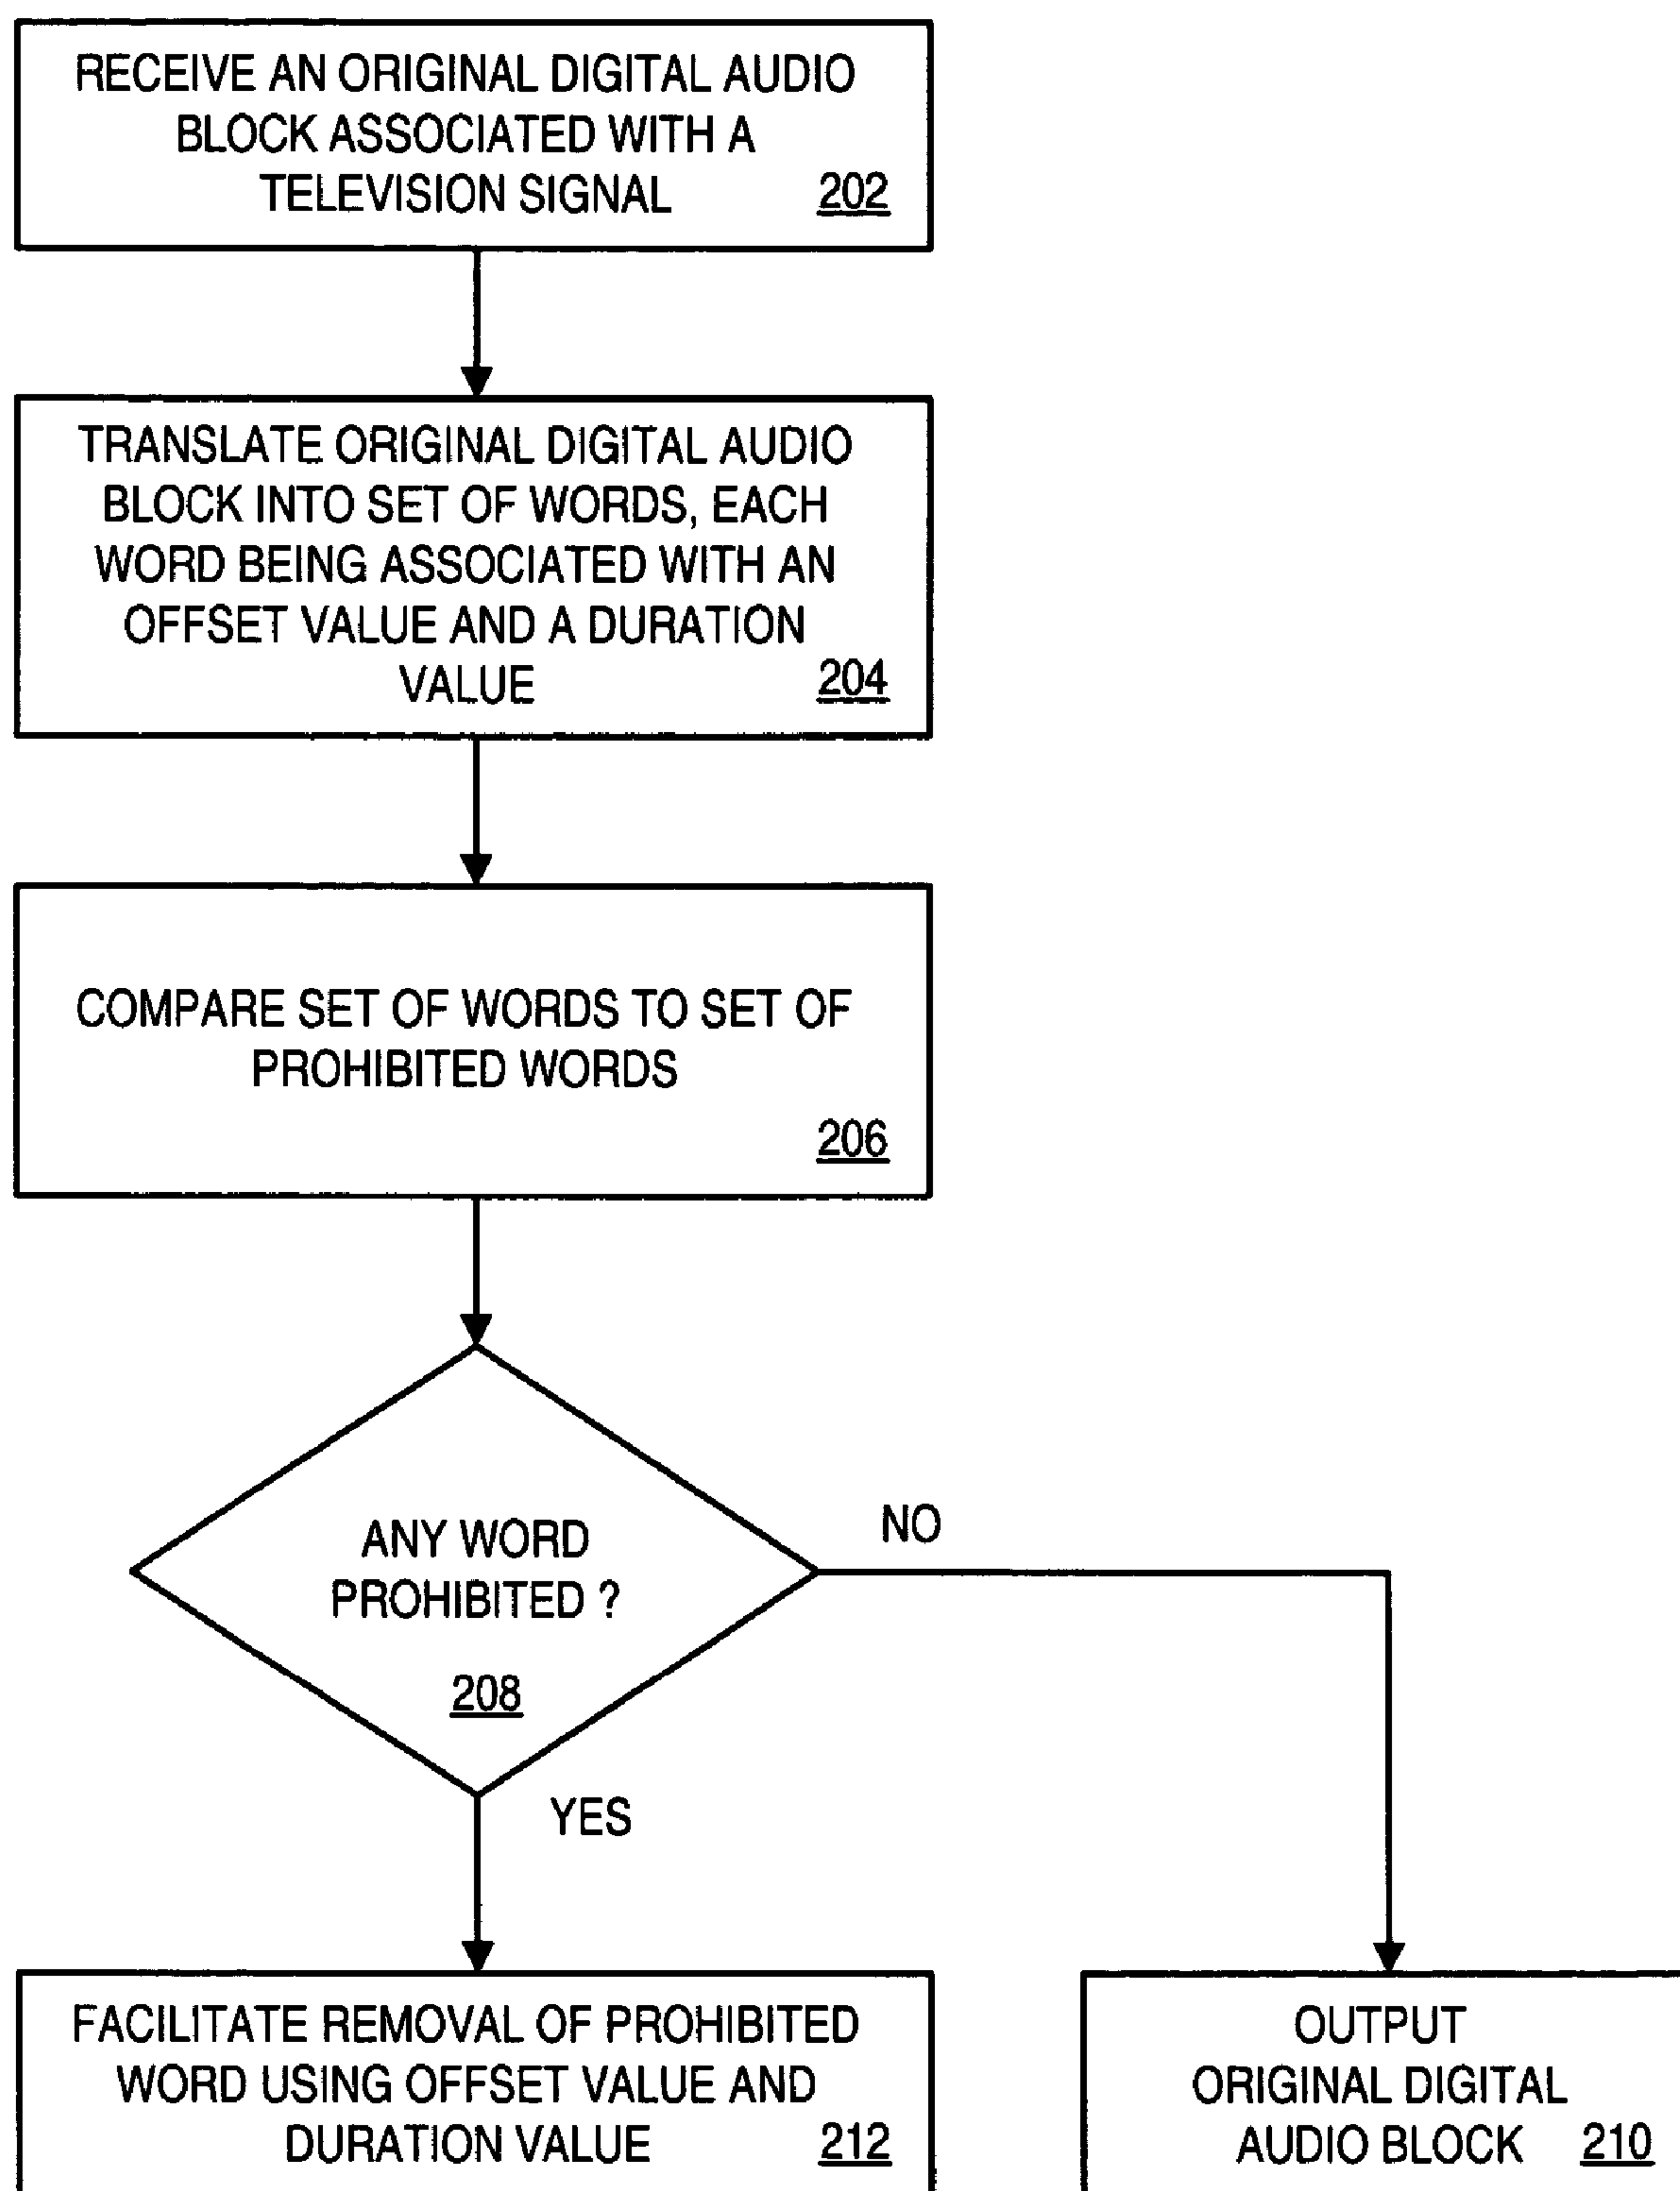 RECEIVE AN ORIGINAL DIGITAL AUDIO
BLOCK ASSOCIATED WITH A
TELEVISION SIGNAL 202
TRANSLATE ORIGINAL DIGITAL AUDIO
BLOCK INTO SET OF WORDS, EACH
WORD BEING ASSOCIATED WITH AN
OFFSET VALUE AND A DURATION
VALUE 204
COMPARE SET OF WORDS TO SET OF
PROHIBITED WORDS
206
ANY WORD
PROHIBITED ?
208
NO
YES
FACILITATE REMOVAL OF PROHIBITED
WORD USING OFFSET VALUE AND
DURATION VALUE 212
OUTPUT
ORIGINAL DIGITAL
AUDIO BLOCK 210